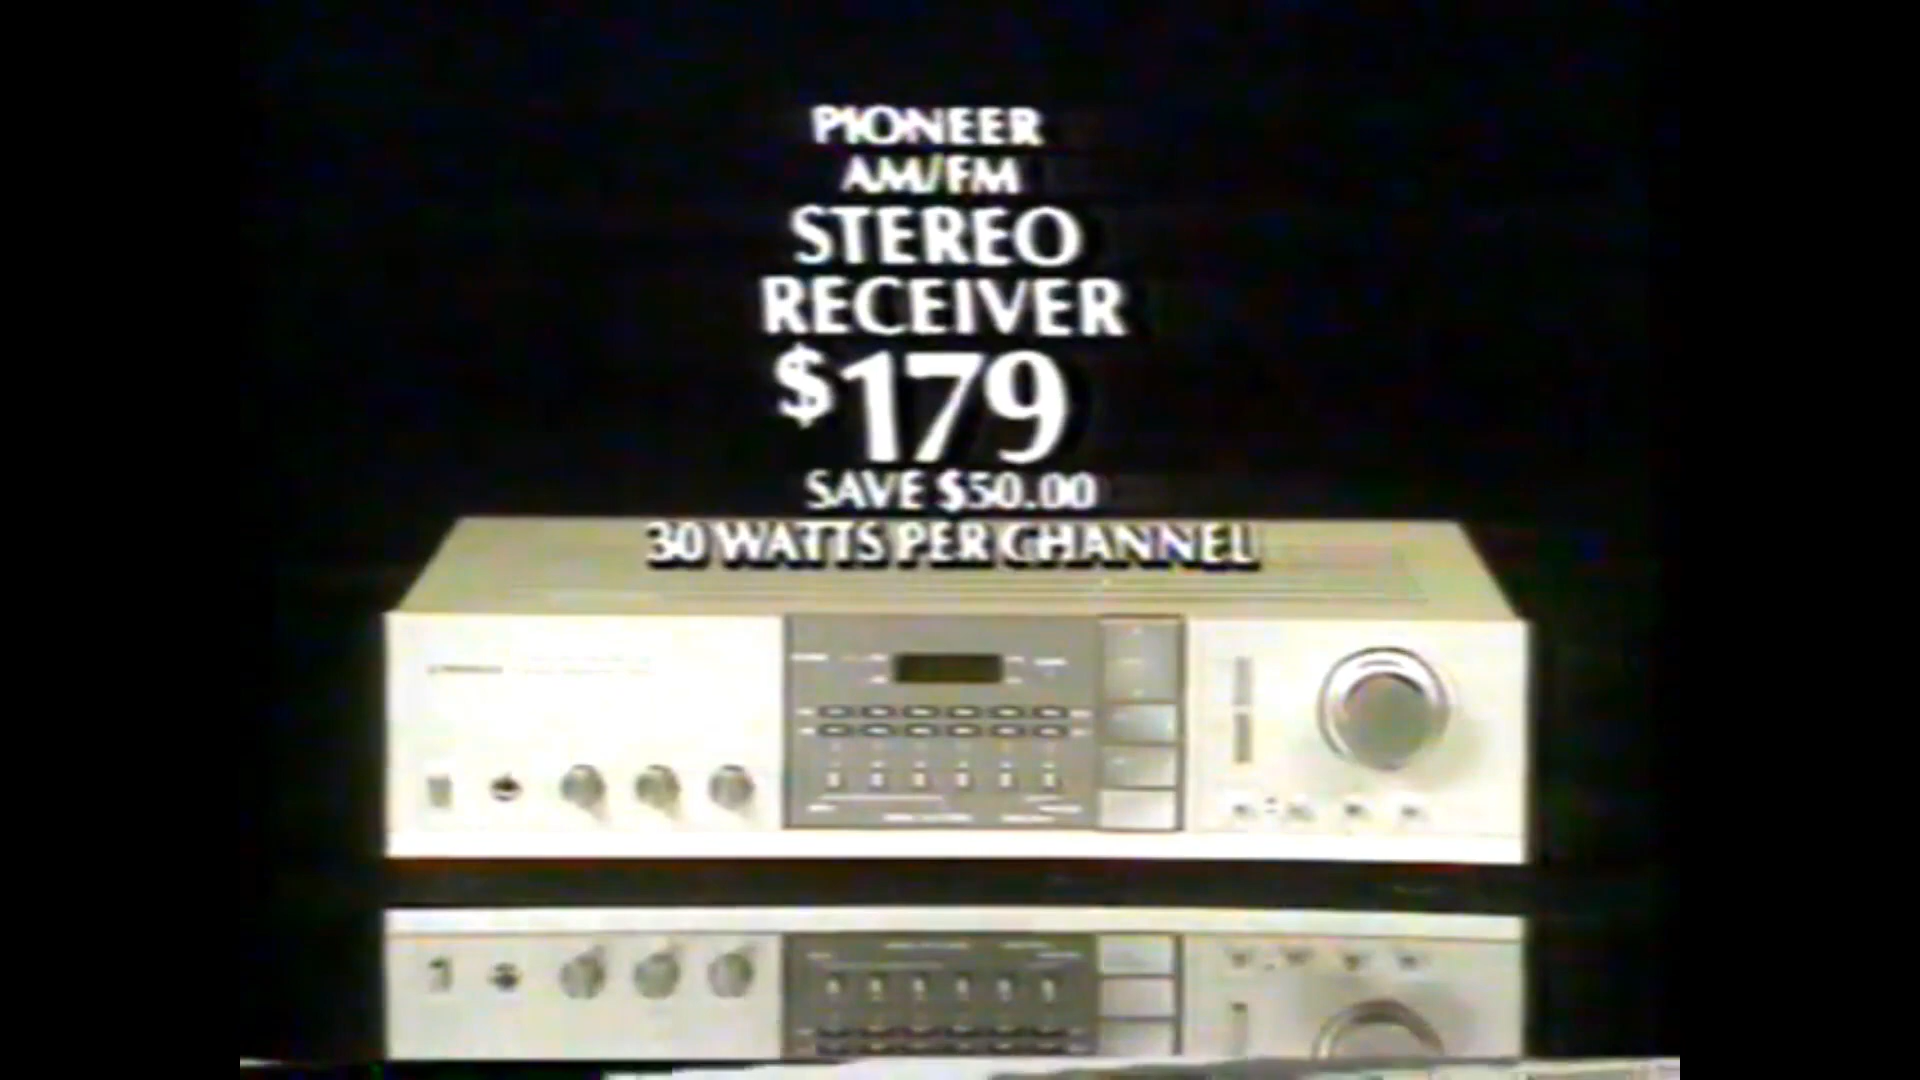 PIONEER
AM/FM
STEREO
RECEIVER
$179
SAVE $50.00
30 WATTS PER CHANNEL